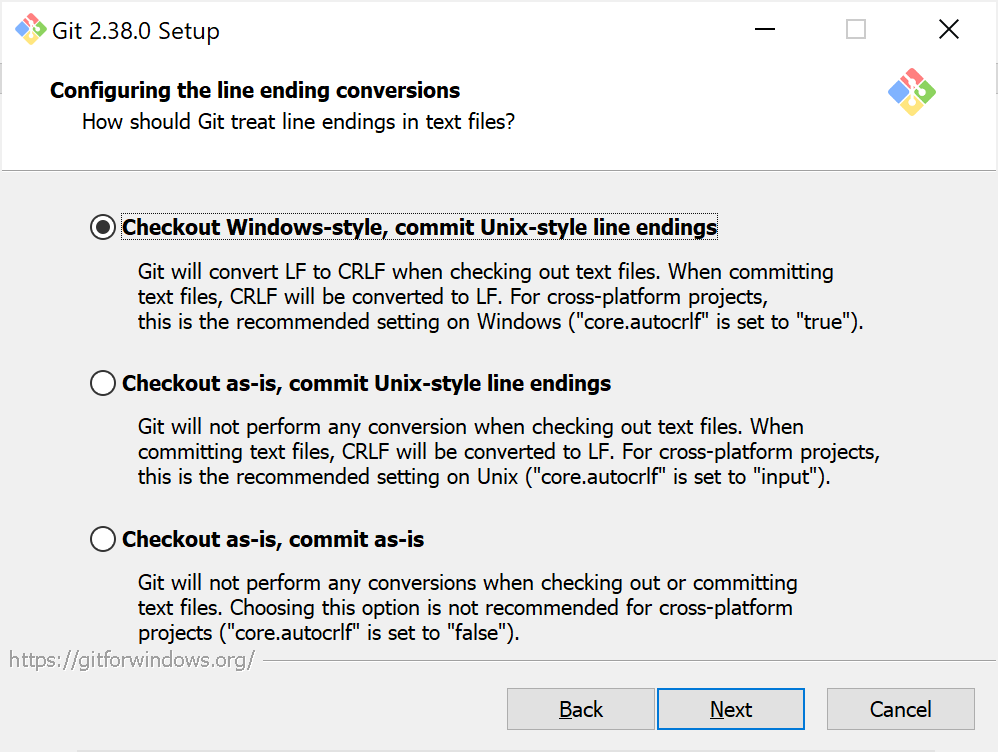 Git 2.38.0 Setup
Configuring the line ending conversions
How should Git treat line endings in text files?
Checkout Windows-style, commit Unix-style line endings
Git will convert LF to CRLF when checking out text files. When committing
text files, CRLF will be converted to LF. For cross-platform projects,
this is the recommended setting on Windows ("core.autocrlf" is set to "true").
Checkout as-is, commit Unix-style line endings
Git will not perform any conversion when checking out text files. When
committing text files, CRLF will be converted to LF. For cross-platform projects,
this is the recommended setting on Unix ("core.autocrlf" is set to "input").
Checkout as-is, commit as-is
Git will not perform any conversions when checking out or committing
text files. Choosing this option is not recommended for cross-platform
projects ("core.autocrlf" is set to "false").
https://gitforwindows.org/
Back Next Cancel